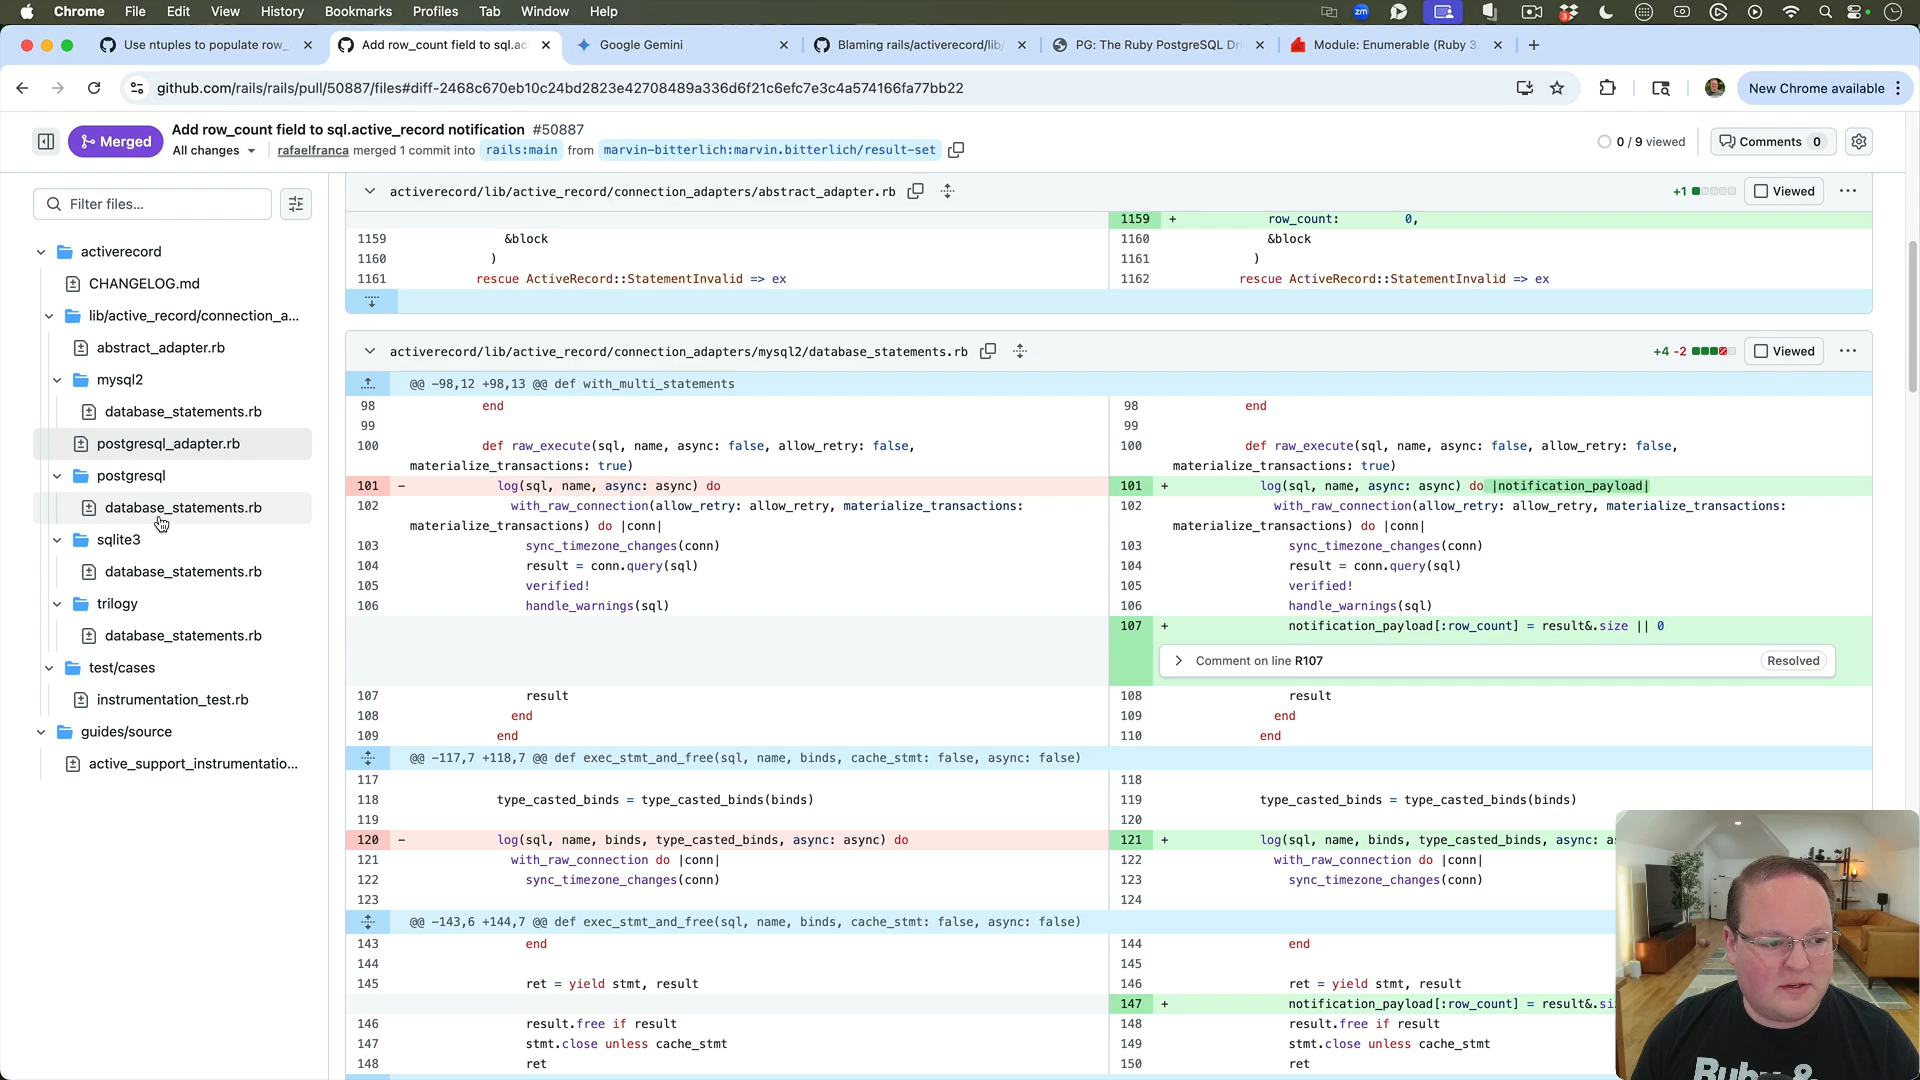 Chrome File Edit View History Bookmarks Profiles Tab Window Help
Use ntuples to populate row_
Add row_count field to sql.ac
Google Gemini
Blaming rails/activerecord/lib/
PG: The Ruby PostgreSQL Dri
Module: Enumerable (Ruby 3.
github.com/rails/rails/pull/50887/files#diff-2468c670eb10c24bd2823e42708489a336d6f21c6efc7e3c4a574166fa77bb22
New Chrome available
Merged
Add row_count field to sql.active_record notification #50887
All changes
rafaelfranca merged 1 commit into rails:main from marvin-bitterlich:marvin.bitterlich/result-set
0 / 9 viewed
Comments 0
Filter files...
activerecord
CHANGELOG.md
lib/active_record/connection_a...
abstract_adapter.rb
mysql2
database_statements.rb
postgresql_adapter.rb
postgresql
database_statements.rb
sqlite3
database_statements.rb
trilogy
database_statements.rb
test/cases
instrumentation_test.rb
guides/source
active_support_instrumentatio...
activerecord/lib/active_record/connection_adapters/abstract_adapter.rb
+1
Viewed
1159 + row_count: 0,
1159 &block 1160 &block
1160 ) 1161 )
1161 rescue ActiveRecord::StatementInvalid => ex 1162 rescue ActiveRecord::StatementInvalid => ex
activerecord/lib/active_record/connection_adapters/mysql2/database_statements.rb
+4 -2
Viewed
@@ -98,12 +98,13 @@ def with_multi_statements
98 end 98 end
99 99
100 def raw_execute(sql, name, async: false, allow_retry: false, 100 def raw_execute(sql, name, async: false, allow_retry: false,
materialize_transactions: true) materialize_transactions: true)
101 - log(sql, name, async: async) do 101 + log(sql, name, async: async) do |notification_payload|
102 with_raw_connection(allow_retry: allow_retry, materialize_transactions: 102 with_raw_connection(allow_retry: allow_retry, materialize_transactions:
materialize_transactions) do |conn| materialize_transactions) do |conn|
103 sync_timezone_changes(conn) 103 sync_timezone_changes(conn)
104 result = conn.query(sql) 104 result = conn.query(sql)
105 verified! 105 verified!
106 handle_warnings(sql) 106 handle_warnings(sql)
107 + notification_payload[:row_count] = result&.size || 0
Comment on line R107 Resolved
107 result 108 result
108 end 109 end
109 end 110 end
@@ -117,7 +118,7 @@ def exec_stmt_and_free(sql, name, binds, cache_stmt: false, async: false)
117 118
118 type_casted_binds = type_casted_binds(binds) 119 type_casted_binds = type_casted_binds(binds)
119 120
120 - log(sql, name, binds, type_casted_binds, async: async) do 121 + log(sql, name, binds, type_casted_binds, async: a
121 with_raw_connection do |conn| 122 with_raw_connection do |conn|
122 sync_timezone_changes(conn) 123 sync_timezone_changes(conn)
123 124
@@ -143,6 +144,7 @@ def exec_stmt_and_free(sql, name, binds, cache_stmt: false, async: false)
143 end 144 end
144 145
145 ret = yield stmt, result 146 ret = yield stmt, result
147 + notification_payload[:row_count] = result&.si
146 result.free if result 148 result.free if result
147 stmt.close unless cache_stmt 149 stmt.close unless cache_stmt
148 ret 150 ret
Ruby &